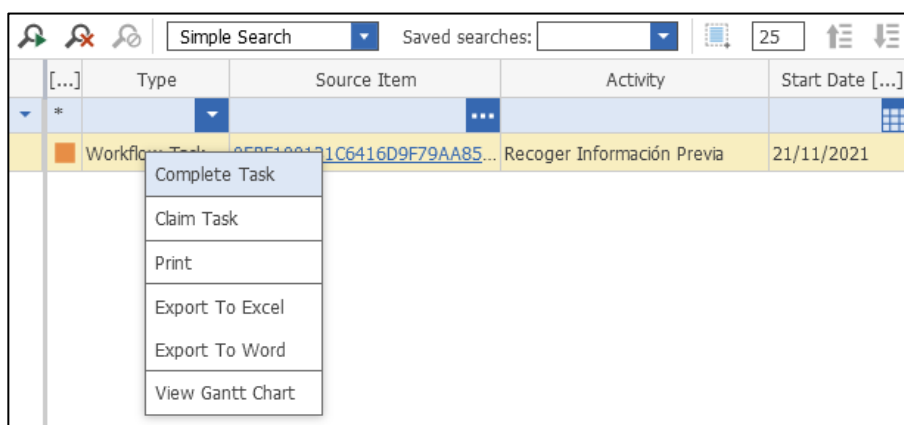 Simple Search Saved searches: 25
[...] Type Source Item Activity Start Date [...]
*
Workflow Task 1C6416D9F79AA85... Recoger Información Previa 21/11/2021
Complete Task
Claim Task
Print
Export To Excel
Export To Word
View Gantt Chart